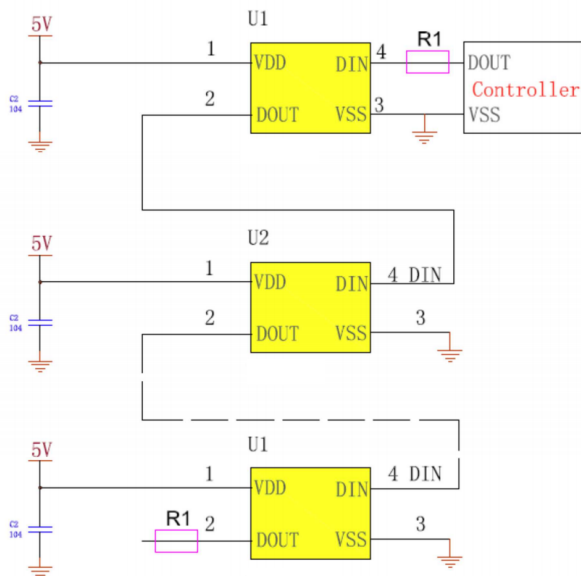 U1
5V
1
VDD
DIN
4
R1
DOUT
Controller
C2
104
2
DOUT
VSS
3
VSS
U2
5V
1
VDD
DIN
4 DIN
C2
104
2
DOUT
VSS
3
U1
5V
1
VDD
DIN
4 DIN
C2
104
R1
2
DOUT
VSS
3